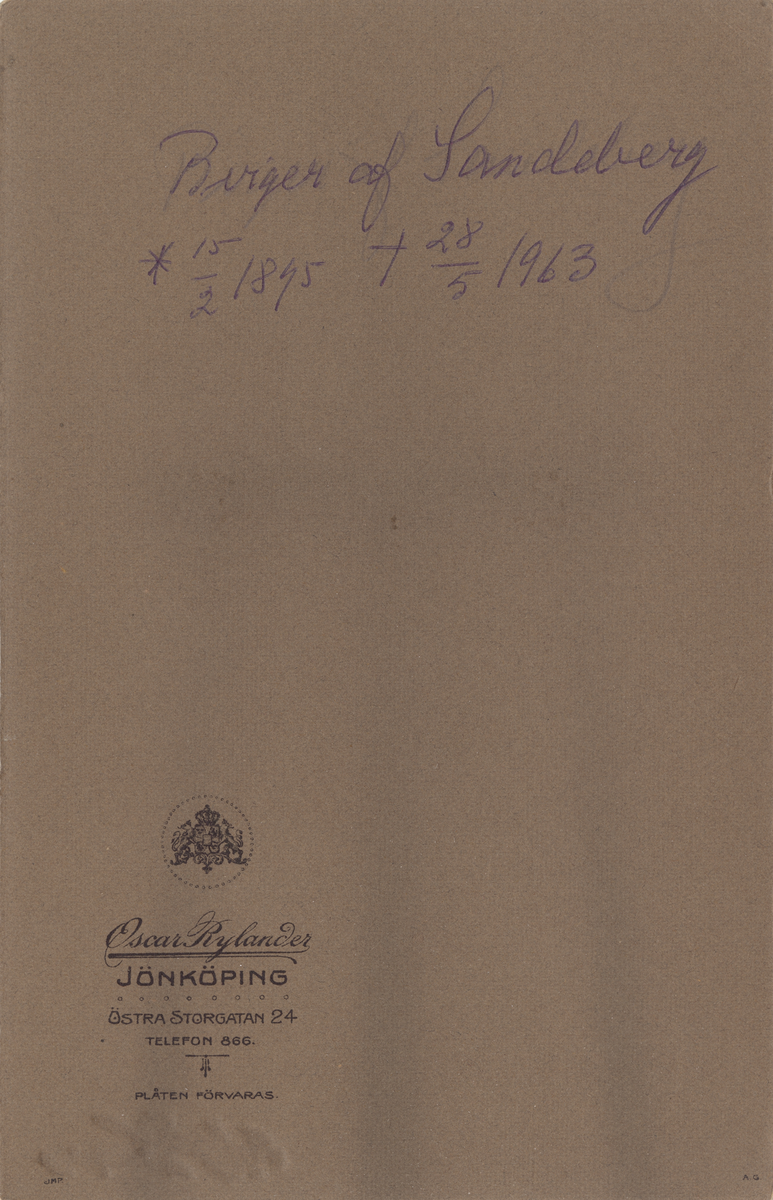 Birger af Sandeberg
* 15/2 1895 † 28/5 1963
Oscar Rylander
JÖNKÖPING
ÖSTRA STORGATAN 24
TELEFON 866.
PLÅTEN FÖRVARAS.
JMP.
A.G